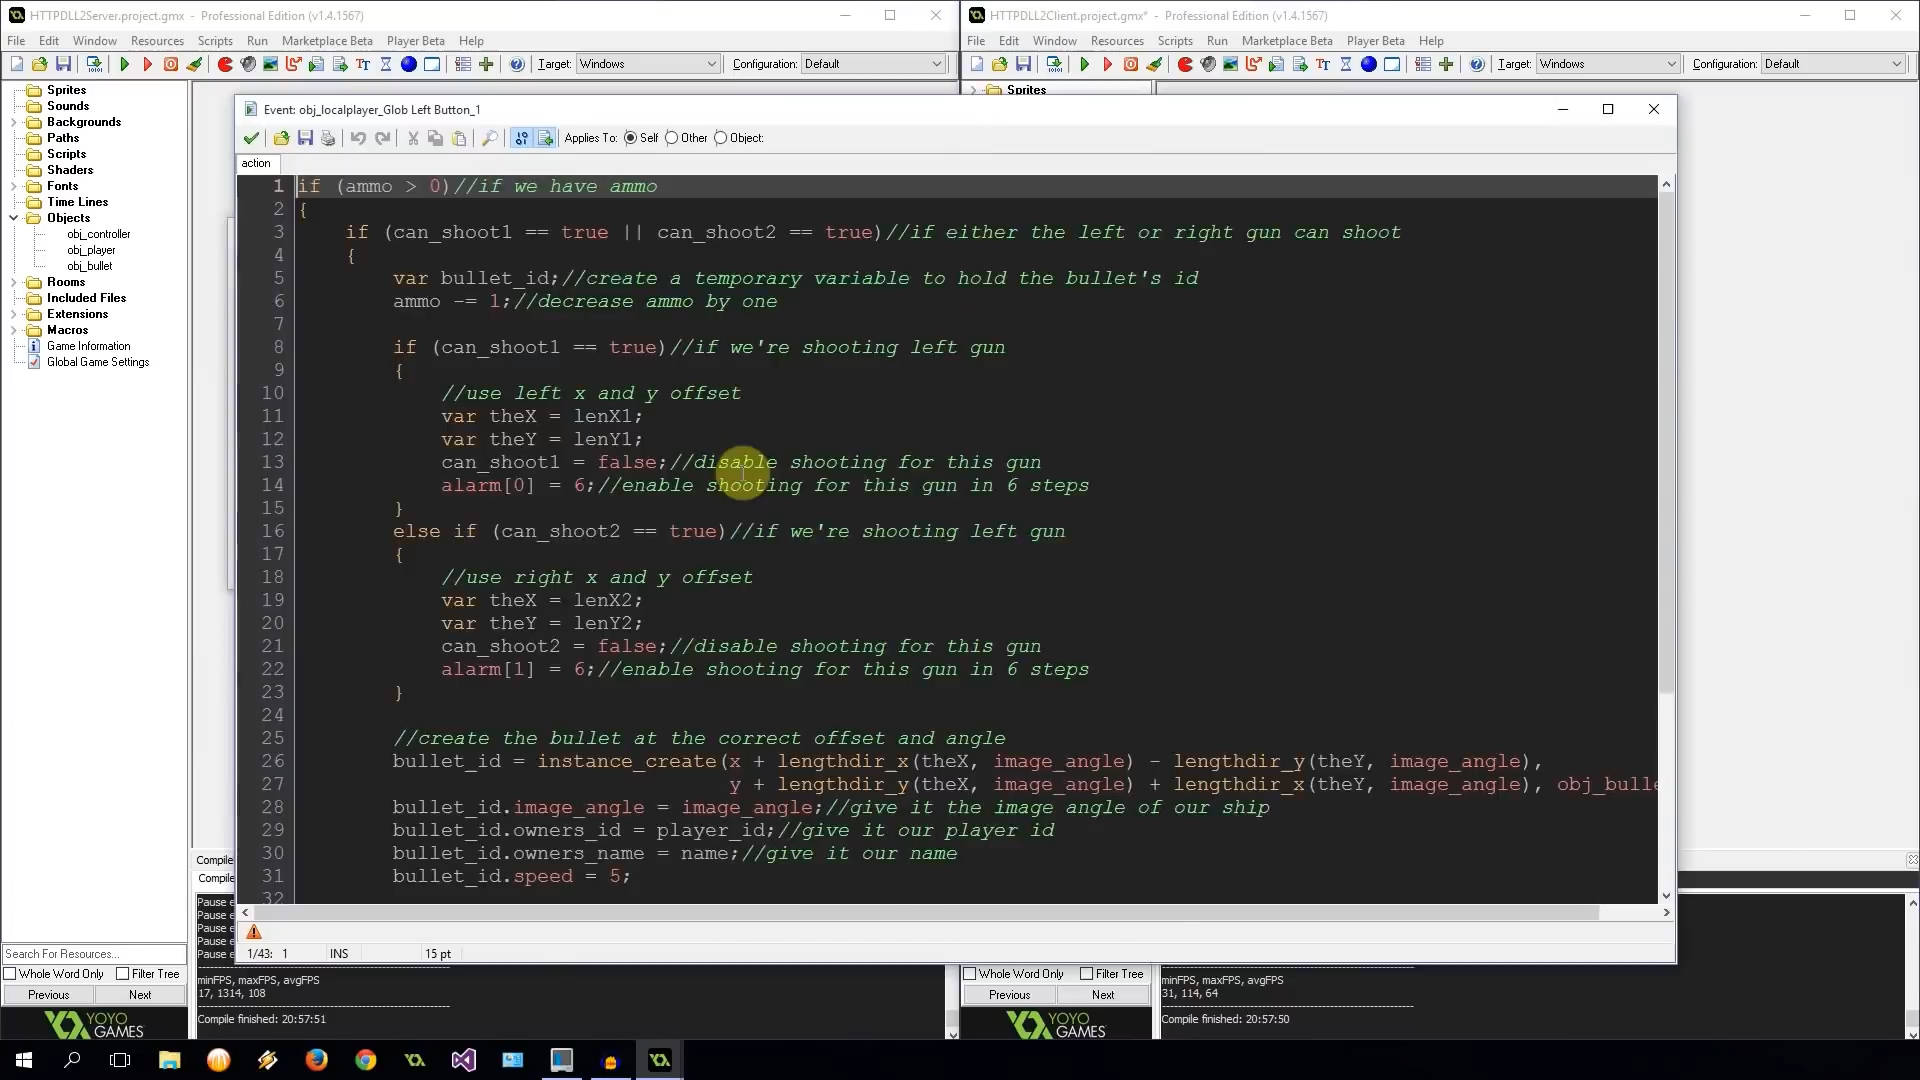 HTTPDLL2Server.project.gmx - Professional Edition (v1.4.1567)
File Edit Window Resources Scripts Run Marketplace Beta Player Beta Help
Target: Windows Configuration: Default
Sprites
Sounds
Backgrounds
Paths
Scripts
Shaders
Fonts
Time Lines
Objects
obj_controller
obj_player
obj_bullet
Rooms
Included Files
Extensions
Macros
Game Information
Global Game Settings
Search For Resources...
Whole Word Only Filter Tree
Previous Next
YOYO
GAMES
HTTPDLL2Client.project.gmx* - Professional Edition (v1.4.1567)
File Edit Window Resources Scripts Run Marketplace Beta Player Beta Help
Target: Windows Configuration: Default
Sprites
Event: obj_localplayer_Glob Left Button_1
Applies To: Self Other Object:
action
1 if (ammo > 0)//if we have ammo
2 {
3 if (can_shoot1 == true || can_shoot2 == true)//if either the left or right gun can shoot
4 {
5 var bullet_id;//create a temporary variable to hold the bullet's id
6 ammo -= 1;//decrease ammo by one
7
8 if (can_shoot1 == true)//if we're shooting left gun
9 {
10 //use left x and y offset
11 var theX = lenX1;
12 var theY = lenY1;
13 can_shoot1 = false;//disable shooting for this gun
14 alarm[0] = 6;//enable shooting for this gun in 6 steps
15 }
16 else if (can_shoot2 == true)//if we're shooting left gun
17 {
18 //use right x and y offset
19 var theX = lenX2;
20 var theY = lenY2;
21 can_shoot2 = false;//disable shooting for this gun
22 alarm[1] = 6;//enable shooting for this gun in 6 steps
23 }
24
25 //create the bullet at the correct offset and angle
26 bullet_id = instance_create(x + lengthdir_x(theX, image_angle) - lengthdir_y(theY, image_angle),
27 y + lengthdir_y(theX, image_angle) + lengthdir_x(theY, image_angle), obj_bulle
28 bullet_id.image_angle = image_angle;//give it the image angle of our ship
29 bullet_id.owners_id = player_id;//give it our player id
30 bullet_id.owners_name = name;//give it our name
31 bullet_id.speed = 5;
32
1/43: 1 INS 15 pt
Compile
Compile
Pause e
Pause e
Pause e
Pause e
Pause e
minFPS, maxFPS, avgFPS
17, 1314, 108
Compile finished: 20:57:51
Whole Word Only Filter Tree
Previous Next
YOYO
GAMES
minFPS, maxFPS, avgFPS
31, 114, 64
Compile finished: 20:57:50